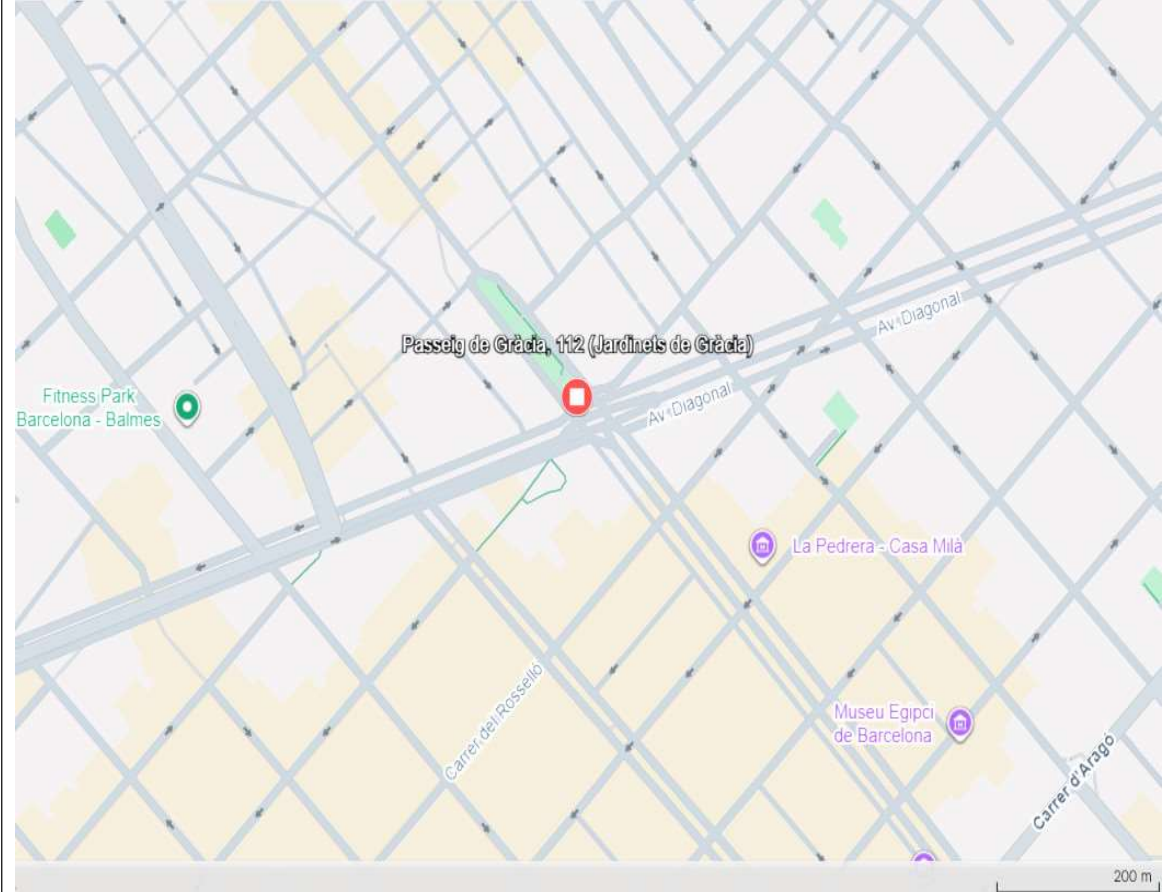 Passeig de Gràcia, 112 (Jardinets de Gràcia)
Av. Diagonal
Av. Diagonal
Fitness Park
Barcelona - Balmes
La Pedrera - Casa Milà
Carrer del Rosselló
Museu Egipci
de Barcelona
Carrer d'Aragó
200 m